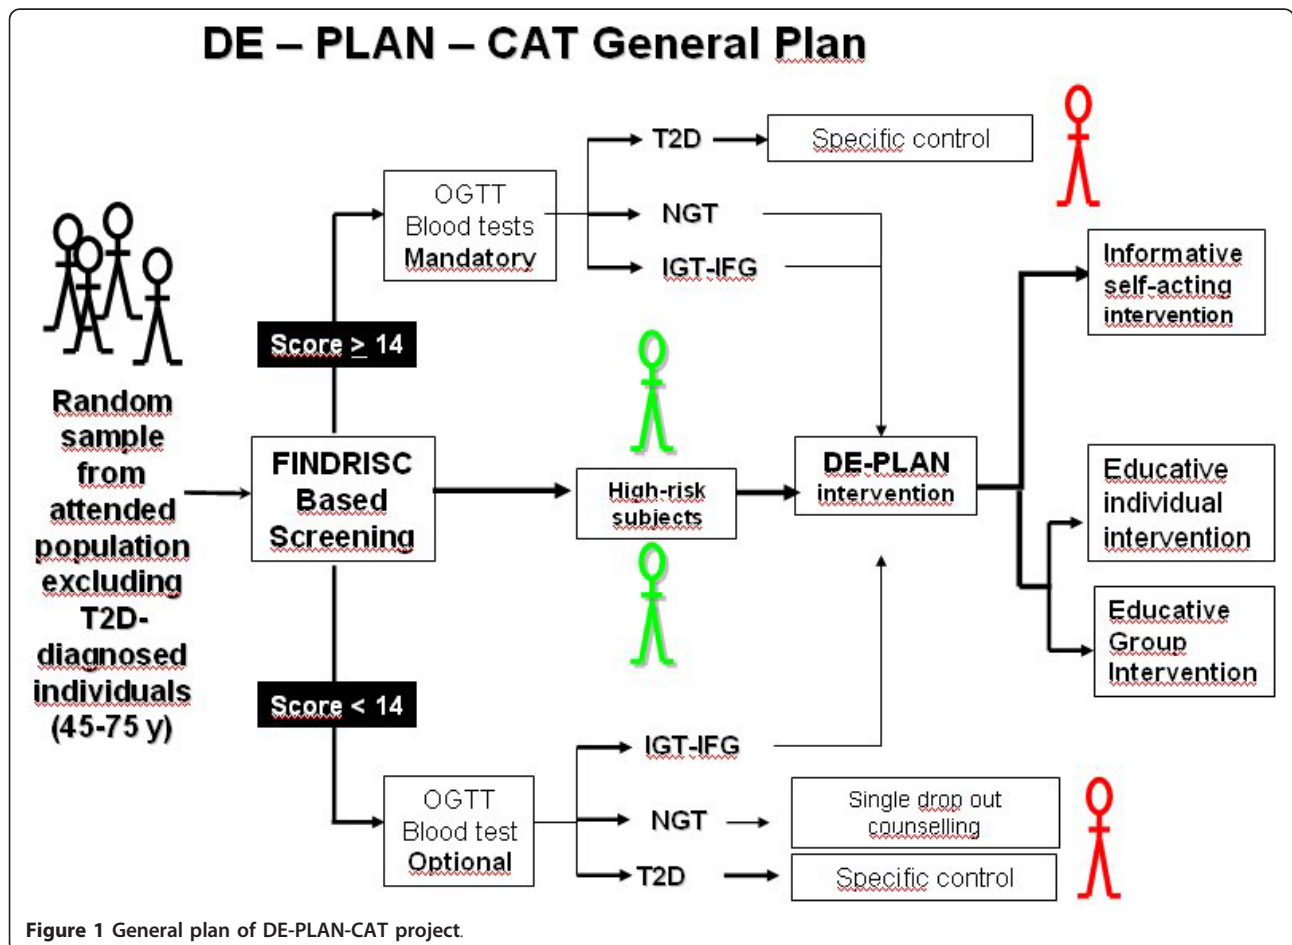 DE – PLAN – CAT General Plan
T2D
Specific control
OGTT
Blood tests
Mandatory
NGT
IGT-IFG
Informative
self-acting
intervention
Score ≥ 14
Random
sample
from
attended
population
excluding
T2D-
diagnosed
individuals
(45-75 y)
FINDRISC
Based
Screening
High-risk
subjects
DE-PLAN
intervention
Educative
individual
intervention
Educative
Group
Intervention
Score < 14
OGTT
Blood test
Optional
IGT-IFG
NGT
Single drop out
counselling
T2D
Specific control
Figure 1 General plan of DE-PLAN-CAT project.